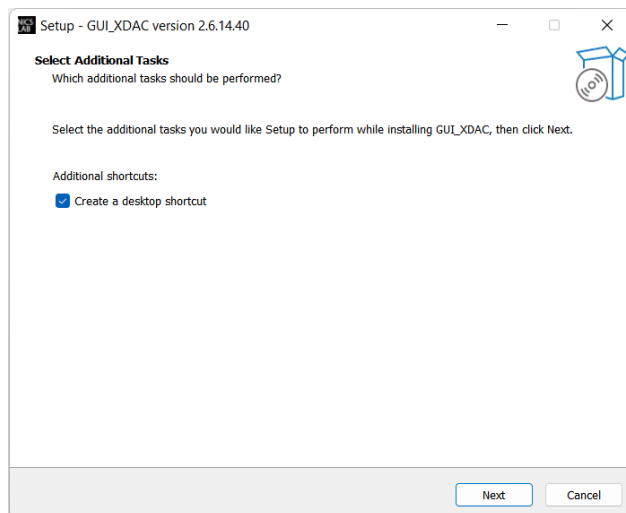 NICS
LAB
Setup - GUI_XDAC version 2.6.14.40
Select Additional Tasks
Which additional tasks should be performed?
Select the additional tasks you would like Setup to perform while installing GUI_XDAC, then click Next.
Additional shortcuts:
Create a desktop shortcut
Next
Cancel